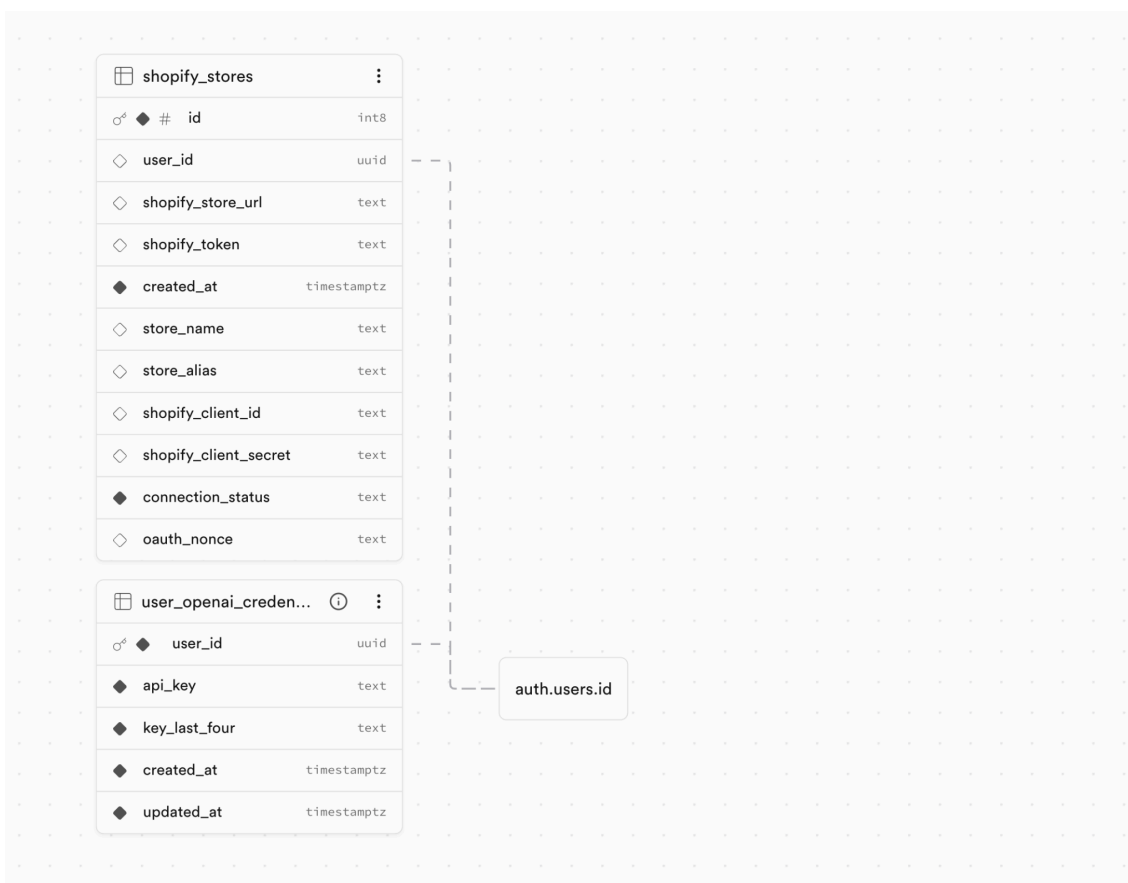 shopify_stores
# id int8
user_id uuid
shopify_store_url text
shopify_token text
created_at timestamptz
store_name text
store_alias text
shopify_client_id text
shopify_client_secret text
connection_status text
oauth_nonce text
user_openai_creden...
user_id uuid
api_key text
key_last_four text
created_at timestamptz
updated_at timestamptz
auth.users.id